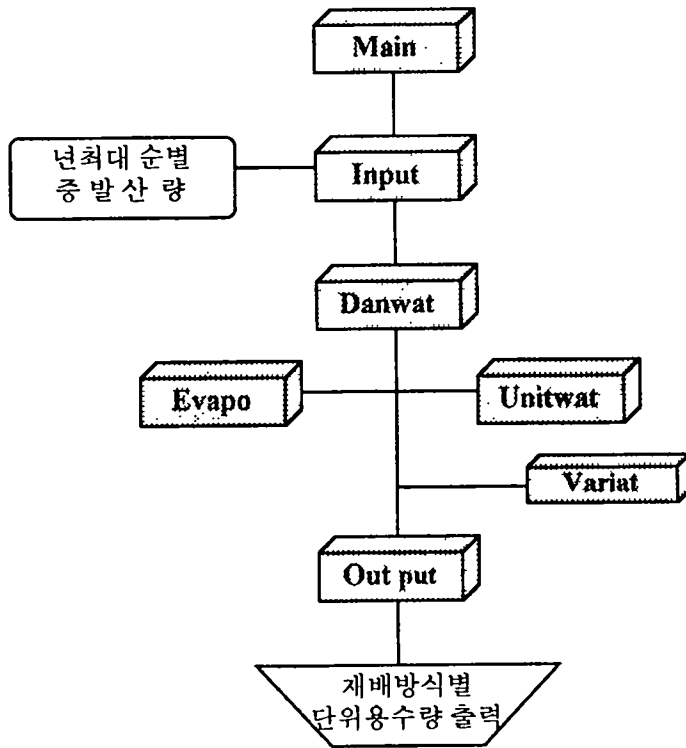 Main
년최대 순별
증 발 산 량
Input
Danwat
Evapo
Unitwat
Variat
Out put
재배방식별
단위용수량 출력